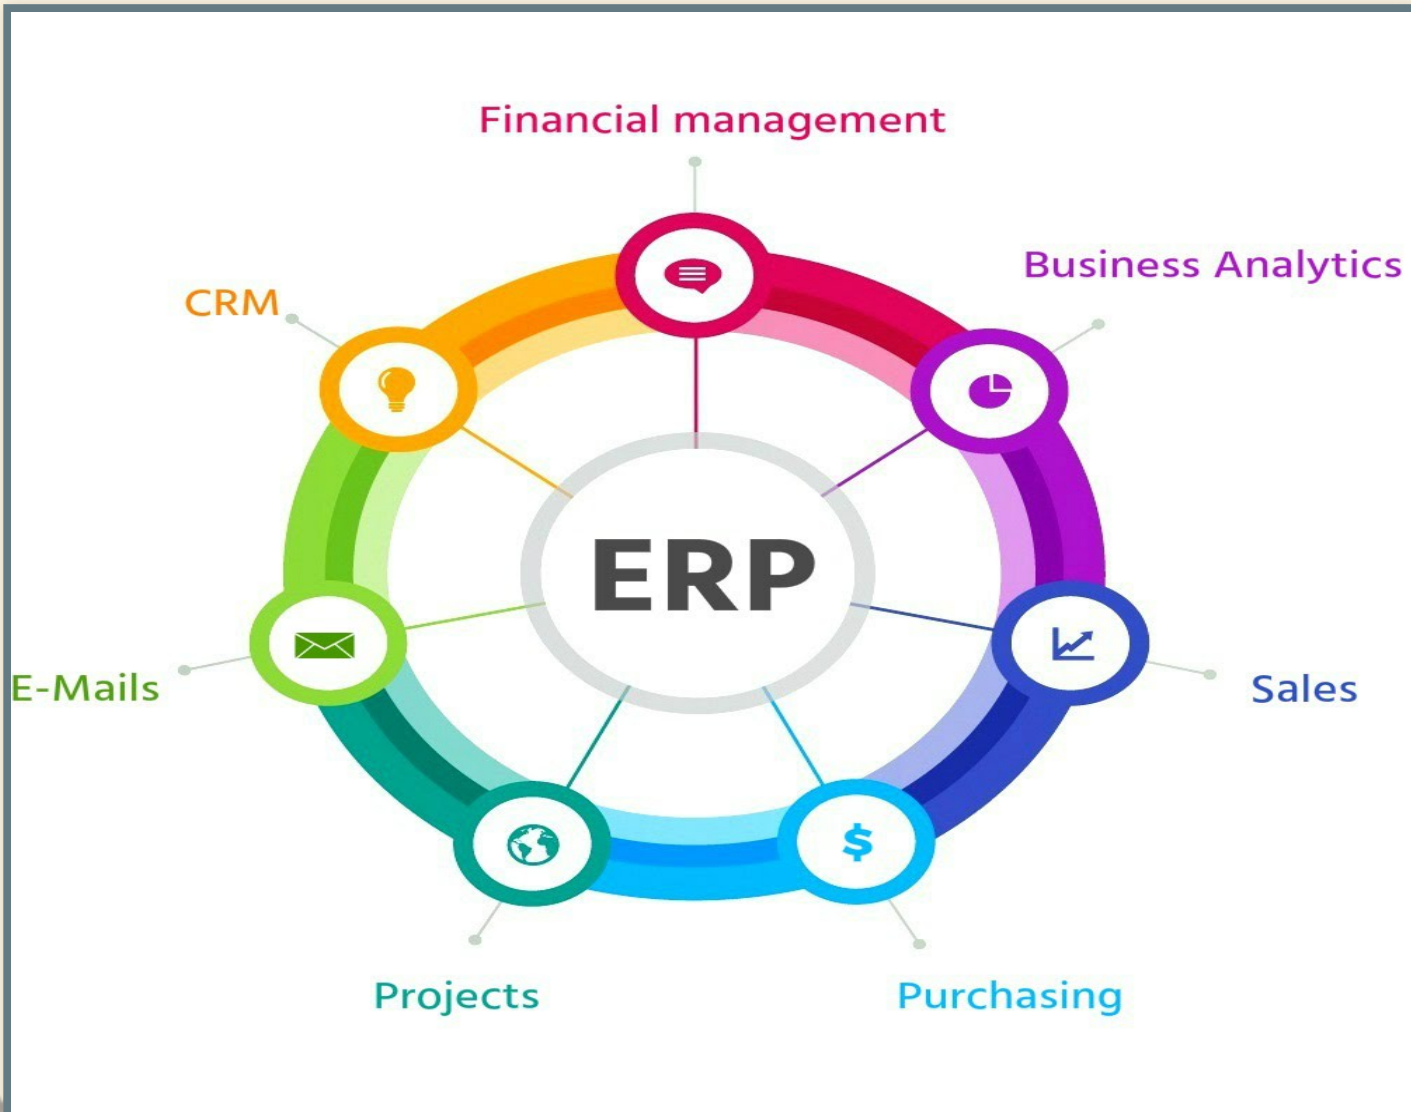 Financial management
Business Analytics
CRM
ERP
E-Mails
Sales
$
Projects
Purchasing